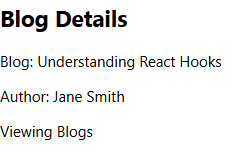 Blog Details
Blog: Understanding React Hooks
Author: Jane Smith
Viewing Blogs